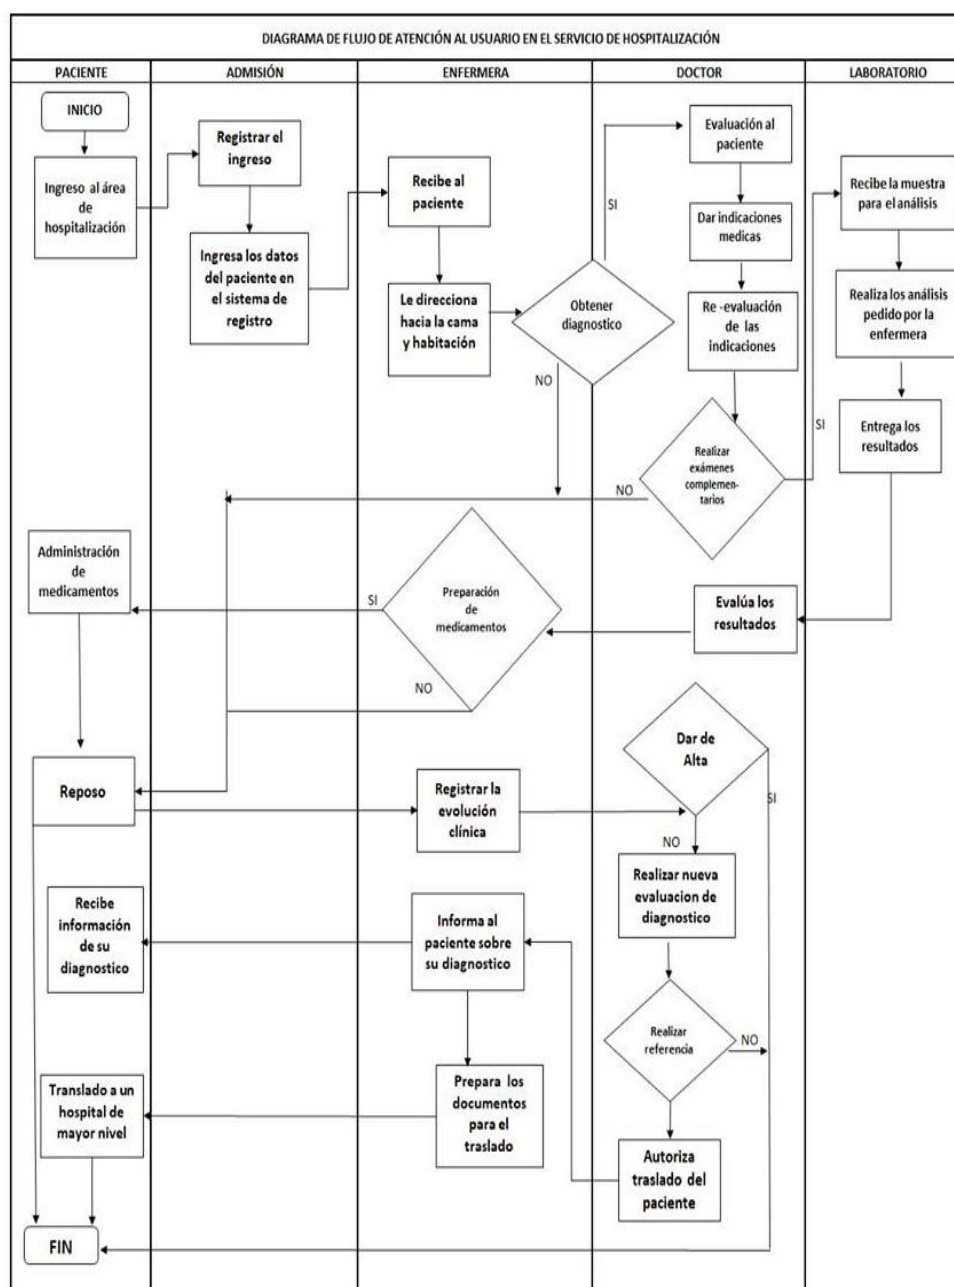 DIAGRAMA DE FLUJO DE ATENCIÓN AL USUARIO EN EL SERVICIO DE HOSPITALIZACIÓN
PACIENTE
ADMISIÓN
ENFERMERA
DOCTOR
LABORATORIO
INICIO
Ingreso al área
de
hospitalización
Registrar el
ingreso
Ingresa los datos
del paciente en
el sistema de
registro
Recibe al
paciente
Le direcciona
hacia la cama
y habitación
Obtener
diagnostico
SI
NO
Evaluación al
paciente
Dar indicaciones
medicas
Re -evaluación
de las
indicaciones
Realizar
exámenes
complemen-
tarios
SI
NO
Recibe la muestra
para el análisis
Realiza los análisis
pedido por la
enfermera
Entrega los
resultados
Evalúa los
resultados
Preparación
de
medicamentos
SI
NO
Administración
de
medicamentos
Reposo
Registrar la
evolución
clínica
Dar de
Alta
SI
NO
Realizar nueva
evaluacion de
diagnostico
Realizar
referencia
NO
Autoriza
traslado del
paciente
Informa al
paciente sobre
su diagnostico
Recibe
información
de su
diagnostico
Prepara los
documentos
para el
traslado
Translado a un
hospital de
mayor nivel
FIN